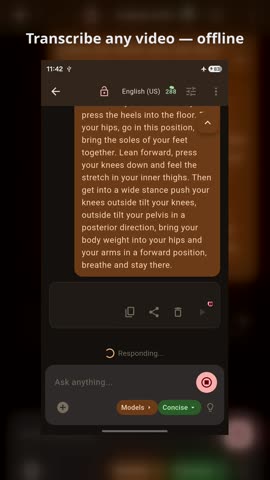 Transcribe any video — offline
11:42
English (US) 288
press the heels into the floor.
your hips, go in this position,
bring the soles of your feet
together. Lean forward, press
your knees down and feel the
stretch in your inner thighs. Then
get into a wide stance push your
knees outside tilt your knees,
outside tilt your pelvis in a
posterior direction, bring your
body weight into your hips and
your arms in a forward position,
breathe and stay there.
Responding...
Ask anything...
Models Concise